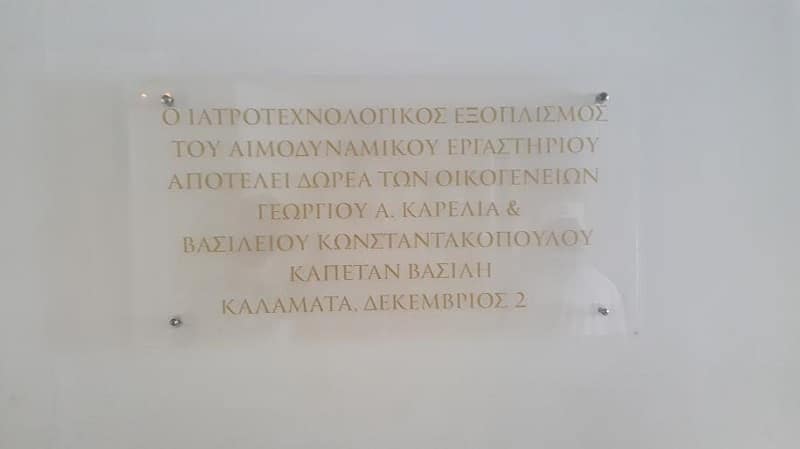 Ο ΙΑΤΡΟΤΕΧΝΟΛΟΓΙΚΟΣ ΕΞΟΠΛΙΣΜΟΣ
ΤΟΥ ΑΙΜΟΔΥΝΑΜΙΚΟΥ ΕΡΓΑΣΤΗΡΙΟΥ
ΑΠΟΤΕΛΕΙ ΔΩΡΕΑ ΤΩΝ ΟΙΚΟΓΕΝΕΙΩΝ
ΓΕΩΡΓΙΟΥ Α. ΚΑΡΕΛΙΑ &
ΒΑΣΙΛΕΙΟΥ ΚΩΝΣΤΑΝΤΑΚΟΠΟΥΛΟΥ
ΚΑΠΕΤΑΝ ΒΑΣΙΛΗ
ΚΑΛΑΜΑΤΑ, ΔΕΚΕΜΒΡΙΟΣ 2